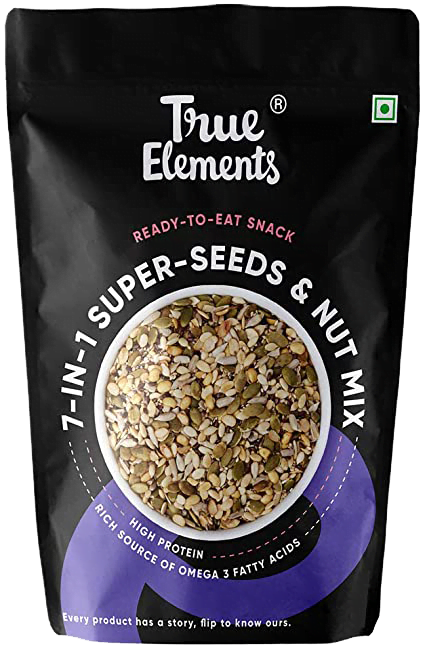 True ®
Elements
READY-TO-EAT SNACK
7-IN-1 SUPER-SEEDS & NUT MIX
HIGH PROTEIN
RICH SOURCE OF OMEGA 3 FATTY ACIDS
Every product has a story, flip to know ours.